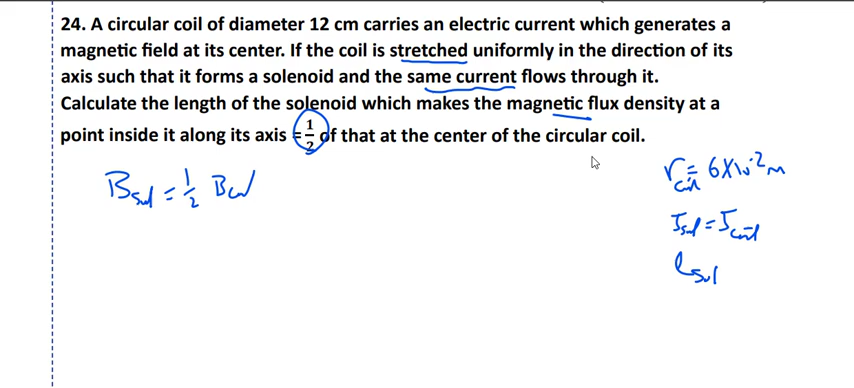 24. A circular coil of diameter 12 cm carries an electric current which generates a
magnetic field at its center. If the coil is stretched uniformly in the direction of its
axis such that it forms a solenoid and the same current flows through it.
Calculate the length of the solenoid which makes the magnetic flux density at a
point inside it along its axis = 1/2 of that at the center of the circular coil.
B_sol = 1/2 B_coil
r_coil = 6 × 10^-2 m
I_sol = I_coil
l_sol